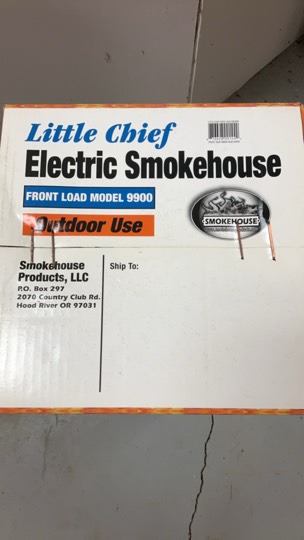 Little Chief
Electric Smokehouse
FRONT LOAD MODEL 9900
Outdoor Use
SMOKEHOUSE
Smokehouse
Products, LLC
P.O. Box 297
2070 Country Club Rd.
Hood River OR 97031
Ship To: